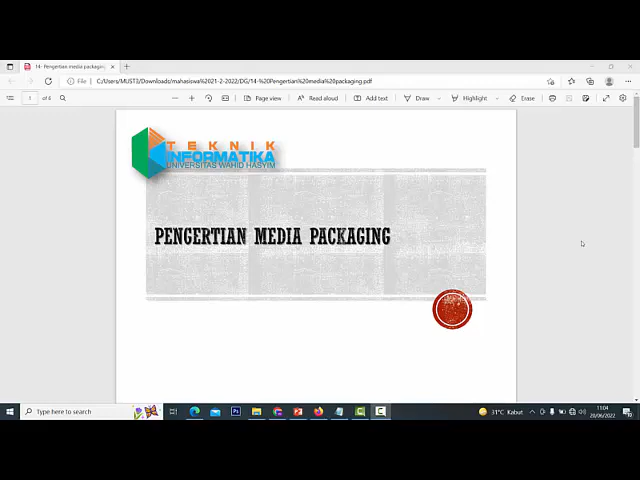 14- Pengertian media packaging
File
C:/Users/MUST3/Downloads/mahasiswa%2021-2-2022/DG/14-%20Pengertian%20media%20packaging.pdf
1 of 6
Page view
Read aloud
Add text
Draw
Highlight
Erase
TEKNIK
INFORMATIKA
UNIVERSITAS WAHID HASYIM
PENGERTIAN MEDIA PACKAGING
Type here to search
31°C Kabut
11:04
20/06/2022